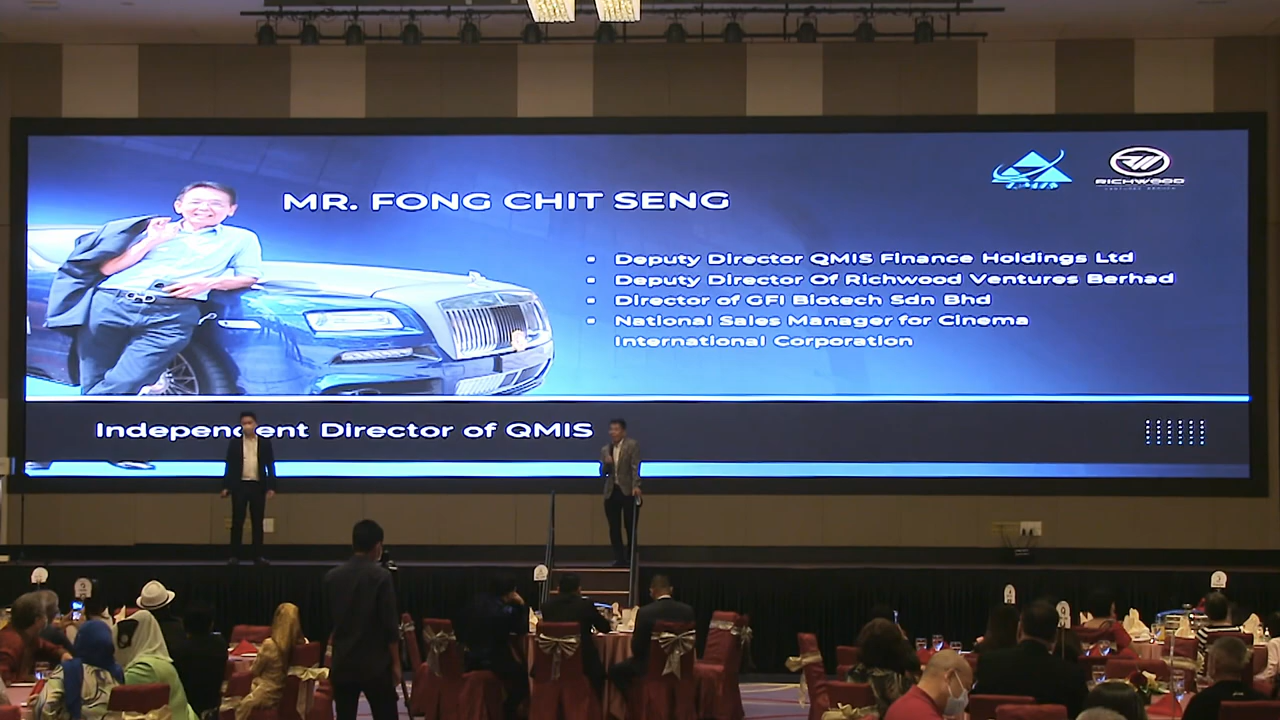 RICHWOOD
MR. FONG CHIT SENG
Deputy Director QMIS Finance Holdings Ltd
Deputy Director Of Richwood Ventures Berhad
Director of GFI Biotech Sdn Bhd
National Sales Manager for Cinema
International Corporation
Independent Director of QMIS